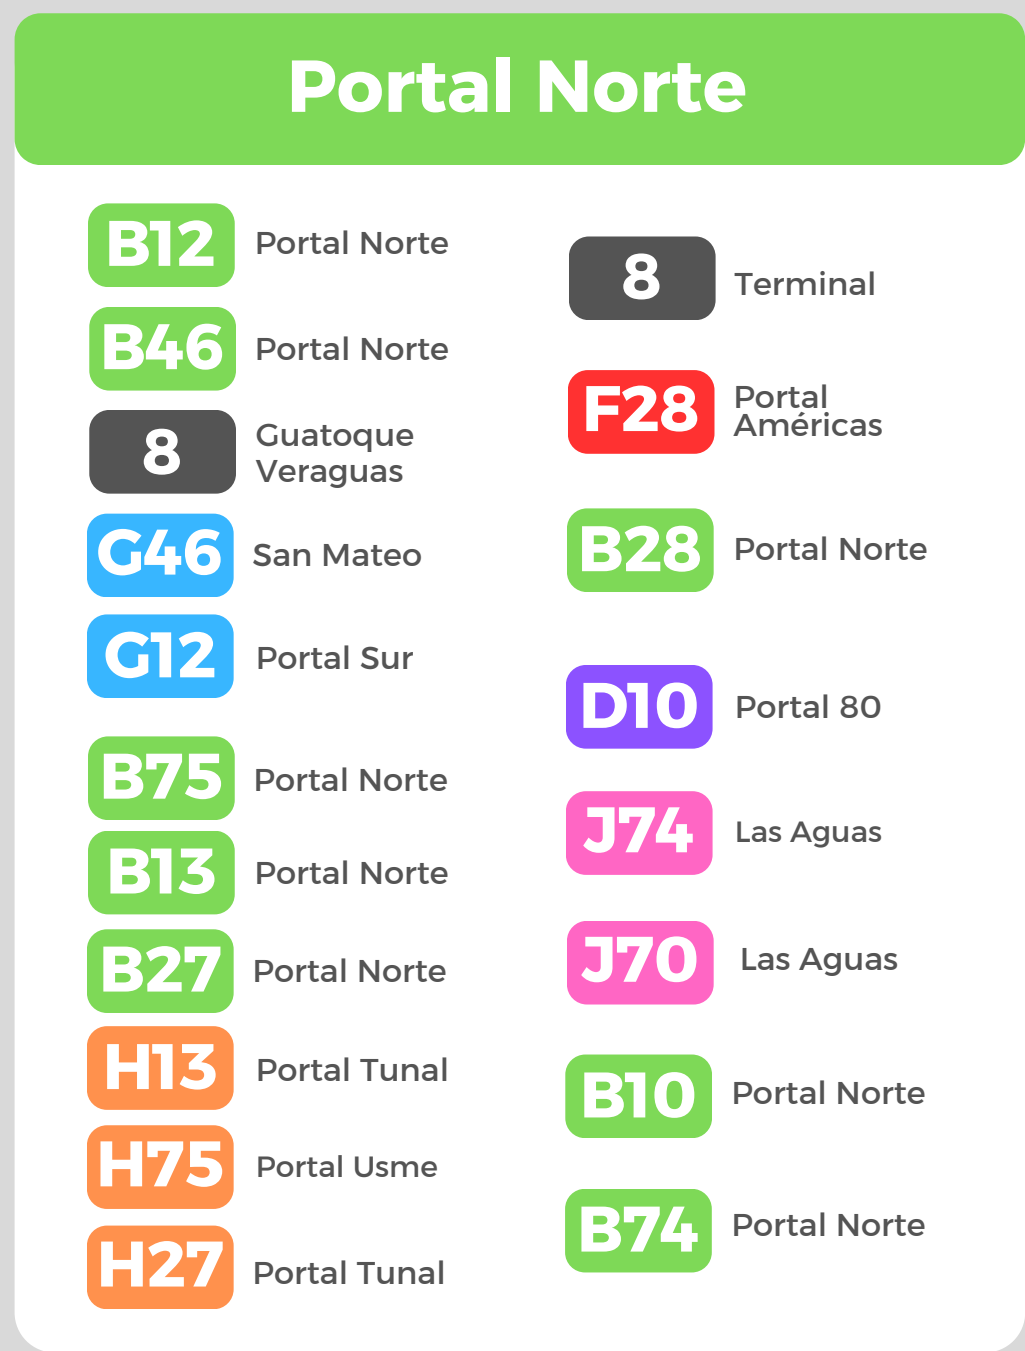 Portal Norte
B12 Portal Norte
B46 Portal Norte
8 Guatoque
Veraguas
G46 San Mateo
G12 Portal Sur
B75 Portal Norte
B13 Portal Norte
B27 Portal Norte
H13 Portal Tunal
H75 Portal Usme
H27 Portal Tunal
8 Terminal
F28 Portal
Américas
B28 Portal Norte
D10 Portal 80
J74 Las Aguas
J70 Las Aguas
B10 Portal Norte
B74 Portal Norte